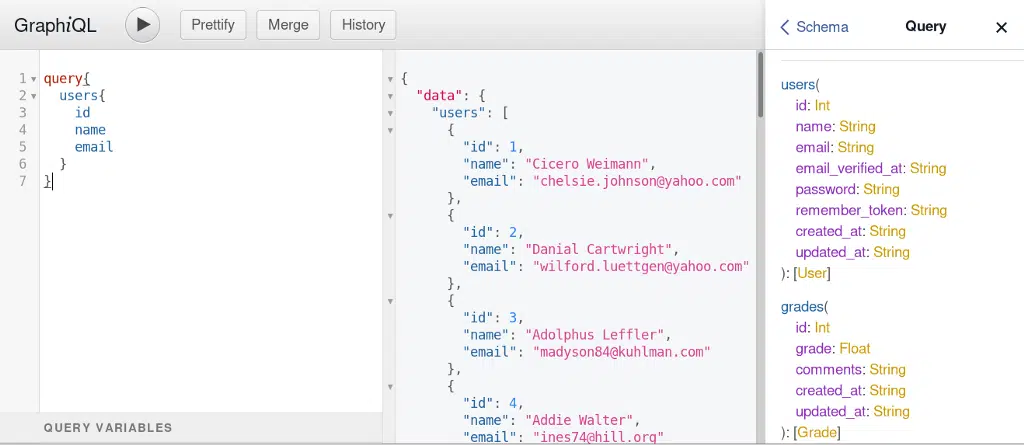 GraphiQL Prettify Merge History
1 query{
2 users{
3 id
4 name
5 email
6 }
7 }
QUERY VARIABLES
{
"data": {
"users": [
{
"id": 1,
"name": "Cicero Weimann",
"email": "chelsie.johnson@yahoo.com"
},
{
"id": 2,
"name": "Danial Cartwright",
"email": "wilford.luettgen@yahoo.com"
},
{
"id": 3,
"name": "Adolphus Leffler",
"email": "madyson84@kuhlman.com"
},
{
"id": 4,
"name": "Addie Walter",
"email": "ines74@hill.org"
Schema Query
users(
id: Int
name: String
email: String
email_verified_at: String
password: String
remember_token: String
created_at: String
updated_at: String
): [User]
grades(
id: Int
grade: Float
comments: String
created_at: String
updated_at: String
): [Grade]